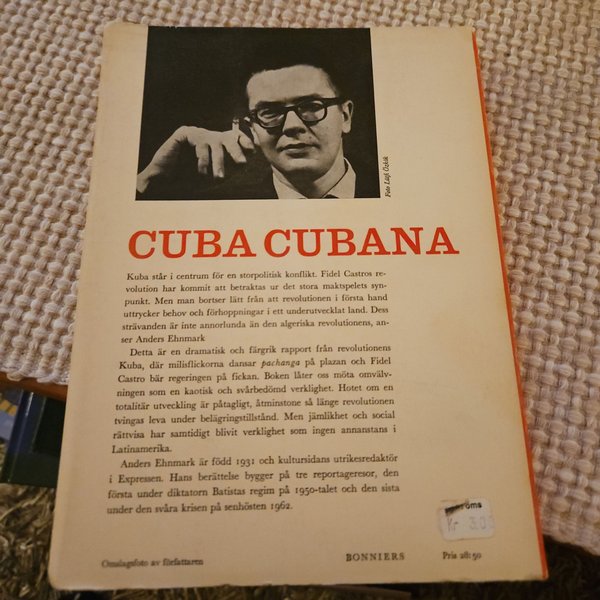 CUBA CUBANA
Kuba står i centrum för en storpolitisk konflikt. Fidel Castros re-
volution har kommit att betraktas ur det stora maktspelets syn-
punkt. Men man bortser lätt från att revolutionen i första hand
uttrycker behov och förhoppningar i ett underutvecklat land. Dess
strävanden är inte annorlunda än den algeriska revolutionens, an-
ser Anders Ehnmark
Detta är en dramatisk och färgrik rapport från revolutionens
Kuba, där milisflickorna dansar pachanga på plazan och Fidel
Castro bär regeringen på fickan. Boken låter oss möta omvälv-
ningen som en kaotisk och svårbedömd verklighet. Hotet om en
totalitär utveckling är påtagligt, åtminstone så länge revolutionen
tvingas leva under belägringstillstånd. Men jämlikhet och social
rättvisa har samtidigt blivit verklighet som ingen annanstans i
Latinamerika.
Anders Ehnmark är född 1931 och kultursidans utrikesredaktör
i Expressen. Hans berättelse bygger på tre reportageresor, den
första under diktatorn Batistas regim på 1950-talet och den sista
under den svåra krisen på senhösten 1962.
Kr
Omslagsfoto av författaren
BONNIERS
Pris 28:50